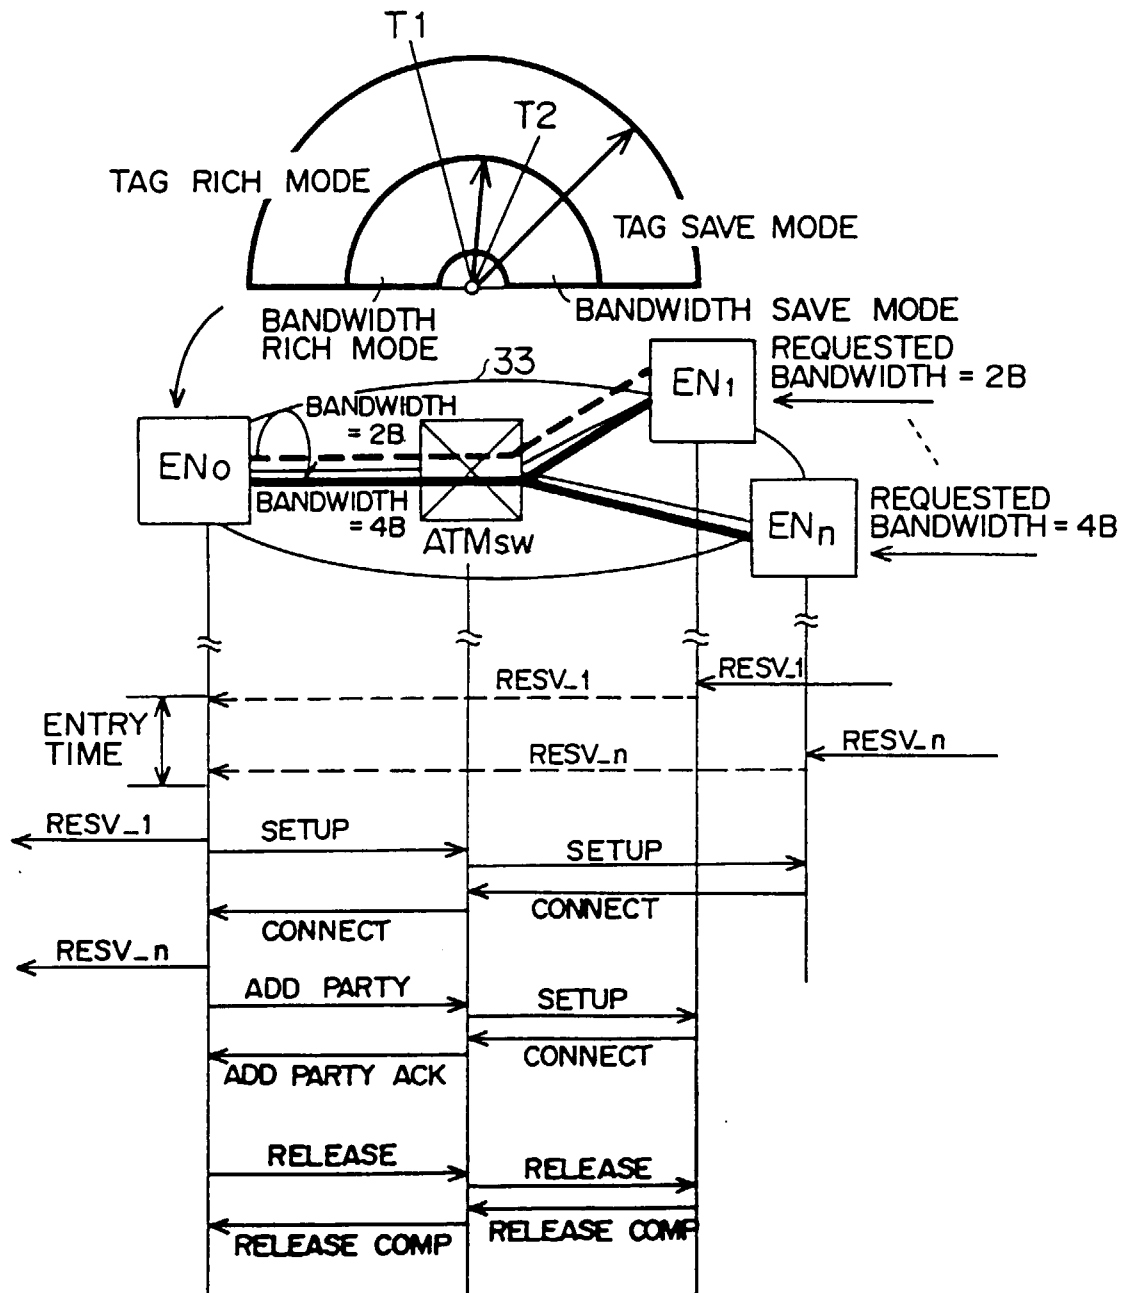 T1
T2
TAG RICH MODE
TAG SAVE MODE
BANDWIDTH
RICH MODE
BANDWIDTH SAVE MODE
REQUESTED
BANDWIDTH = 2B
33
EN1
BANDWIDTH
= 2B
EN0
BANDWIDTH
= 4B
ATMSW
ENn
REQUESTED
BANDWIDTH = 4B
RESV_1
RESV_1
ENTRY
TIME
RESV_n
RESV_n
RESV_1
SETUP
SETUP
CONNECT
CONNECT
RESV_n
ADD PARTY
SETUP
CONNECT
ADD PARTY ACK
RELEASE
RELEASE
RELEASE COMP
RELEASE COMP